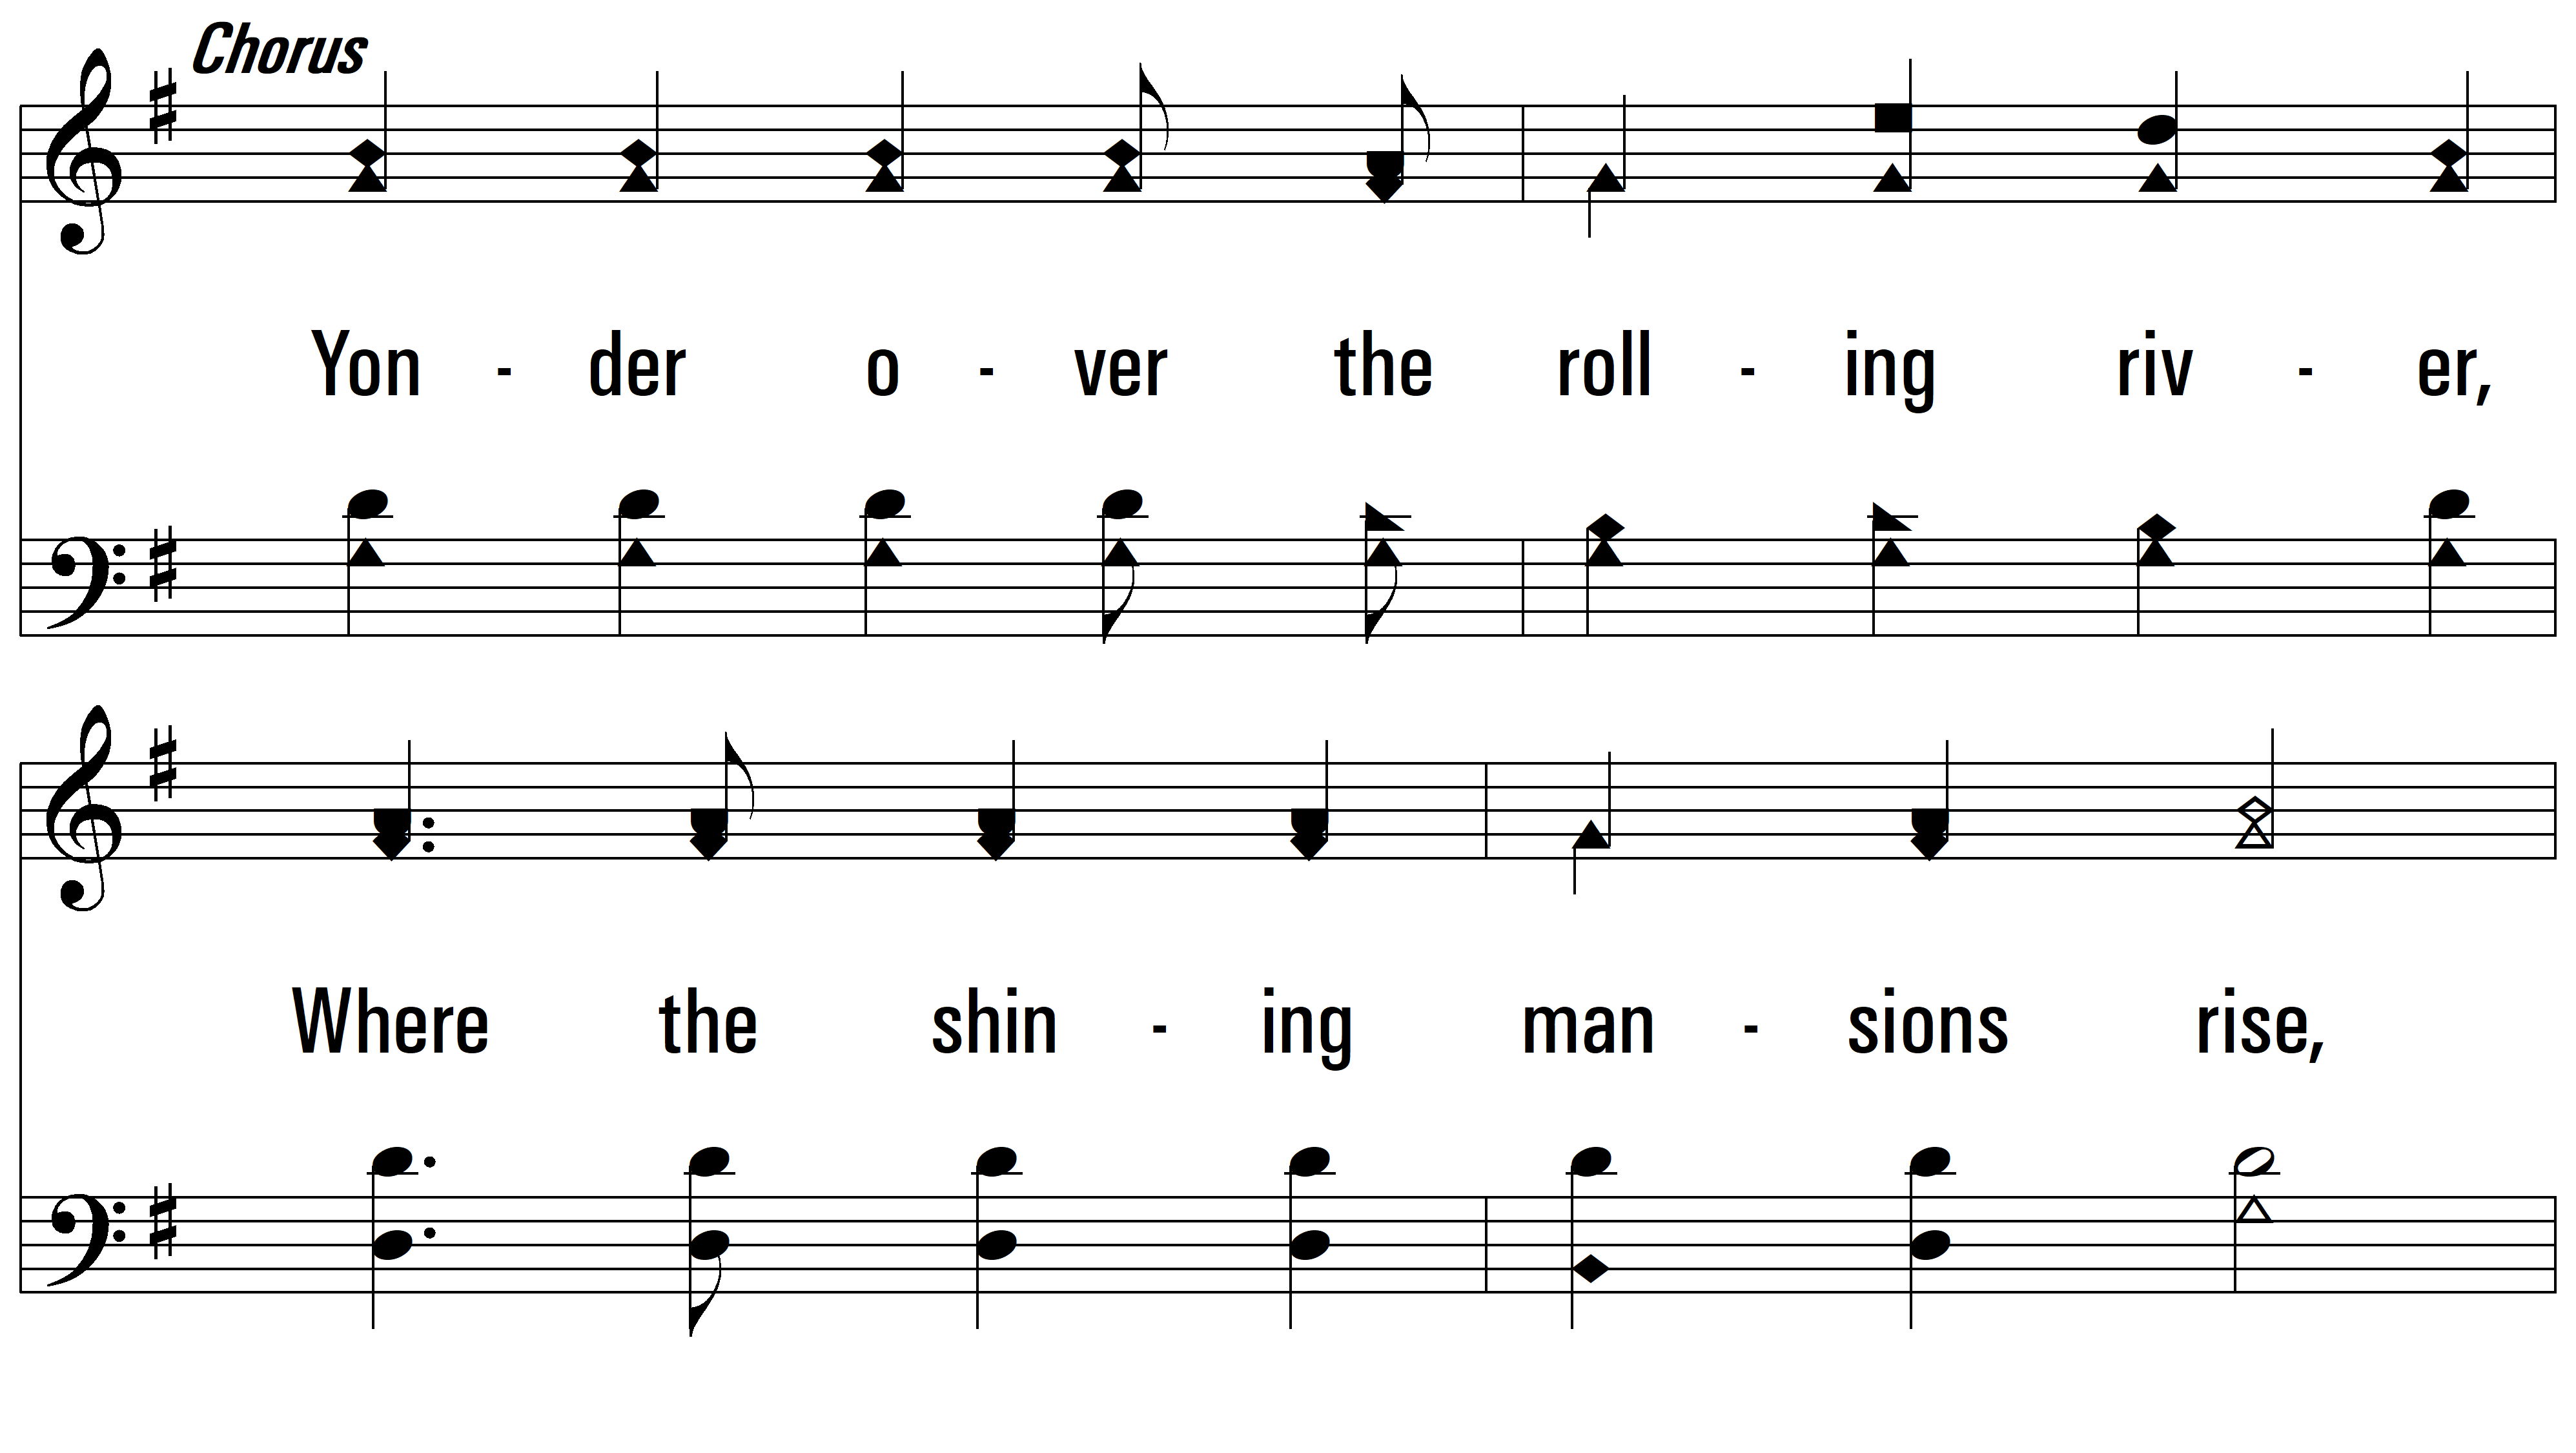 Chorus
Yon - der o - ver the roll - ing riv - er,
Where the shin - ing man - sions rise,